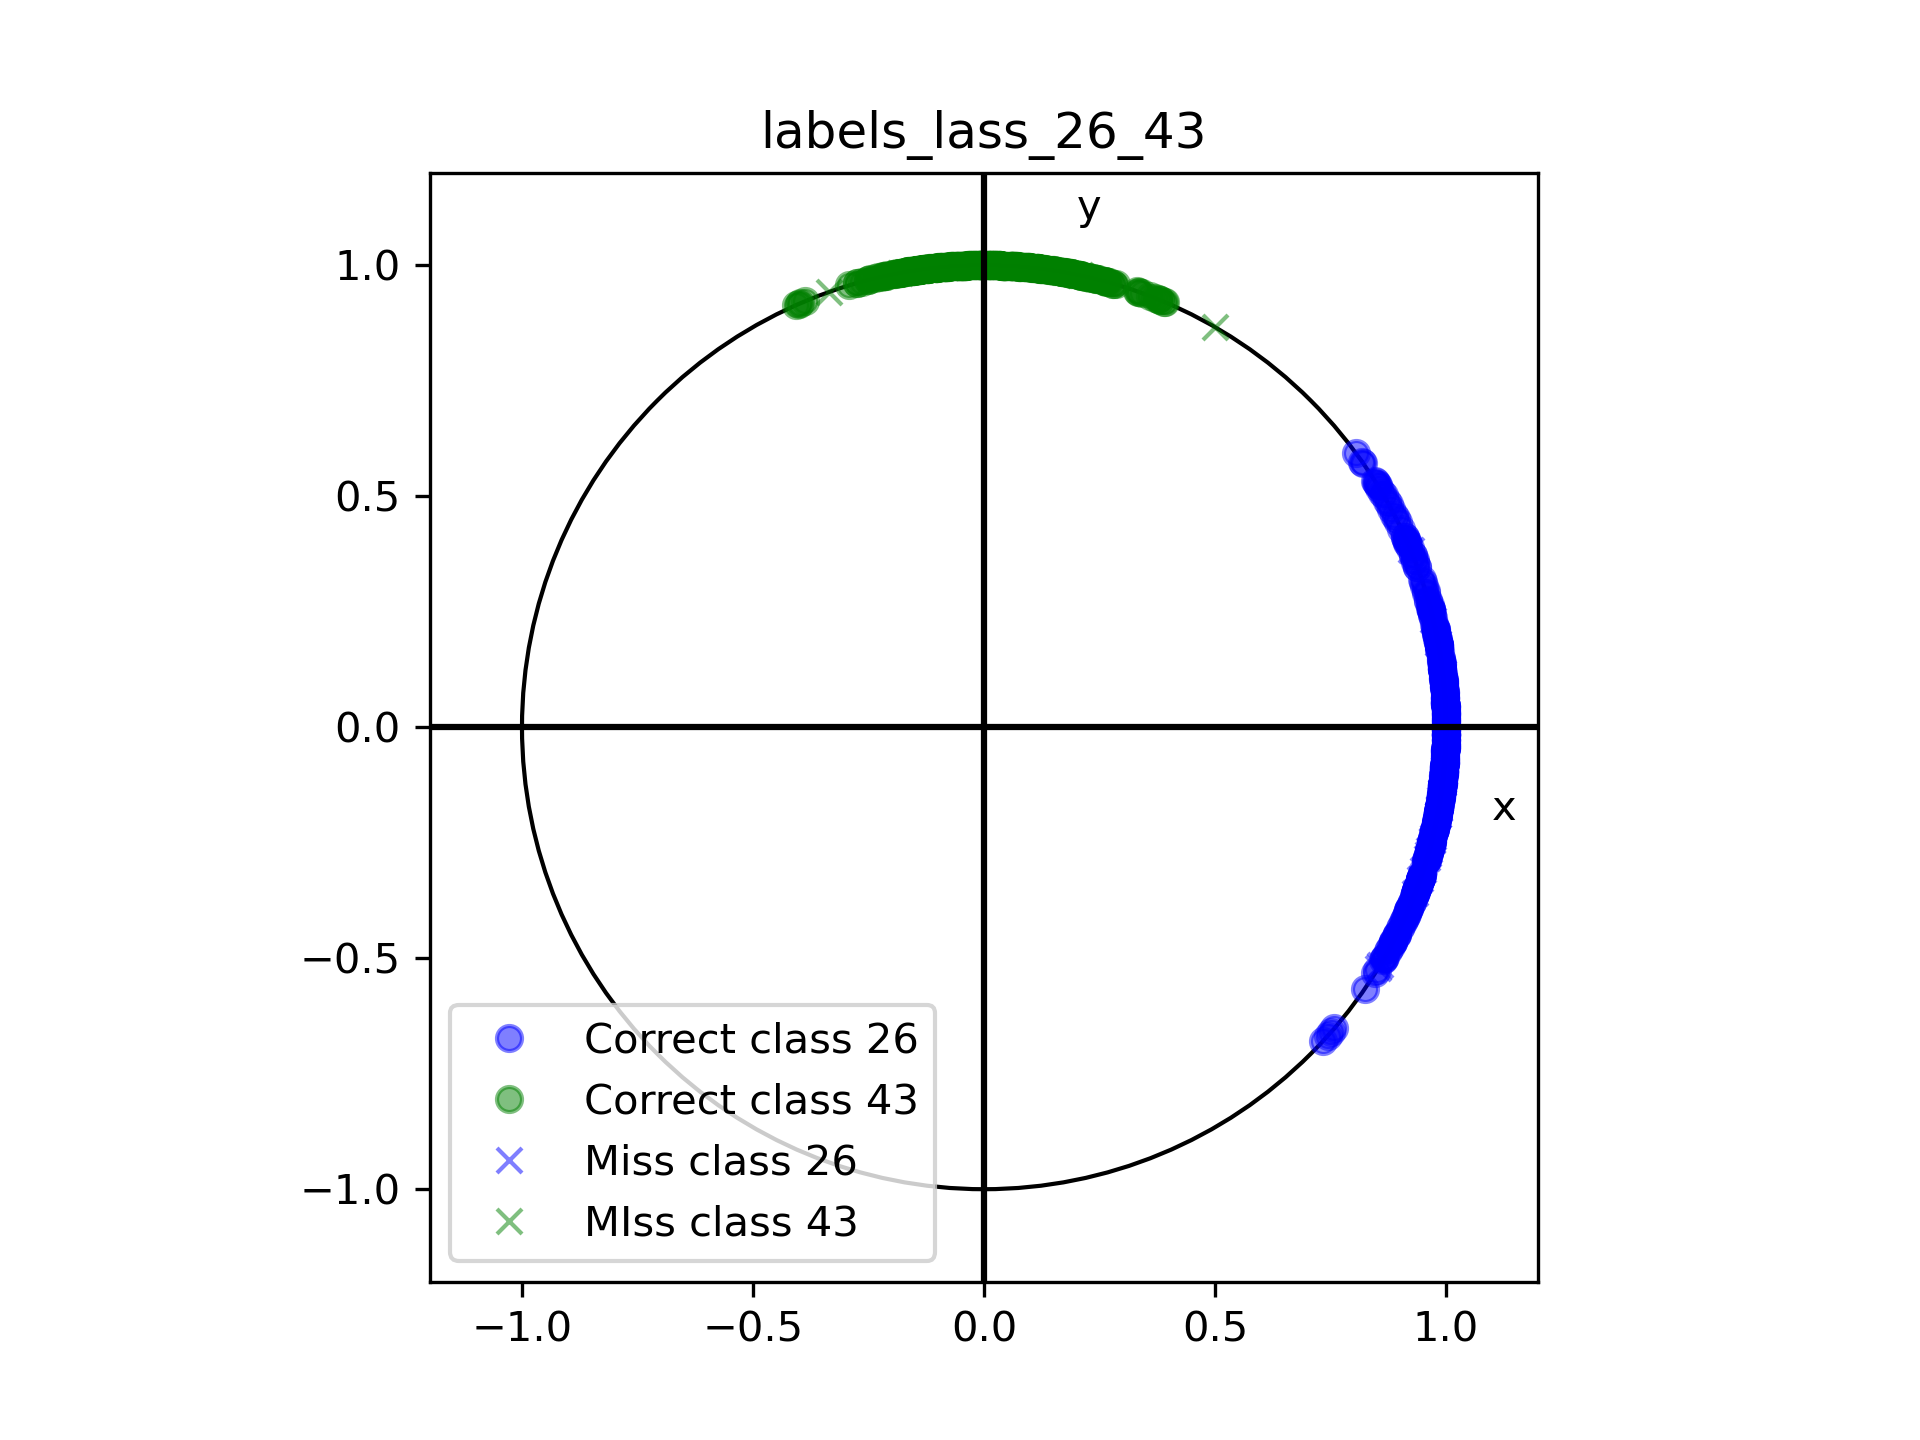 labels_lass_26_43
y
x
1.0
0.5
0.0
−0.5
−1.0
Correct class 26
Correct class 43
Miss class 26
MIss class 43
−1.0
−0.5
0.0
0.5
1.0